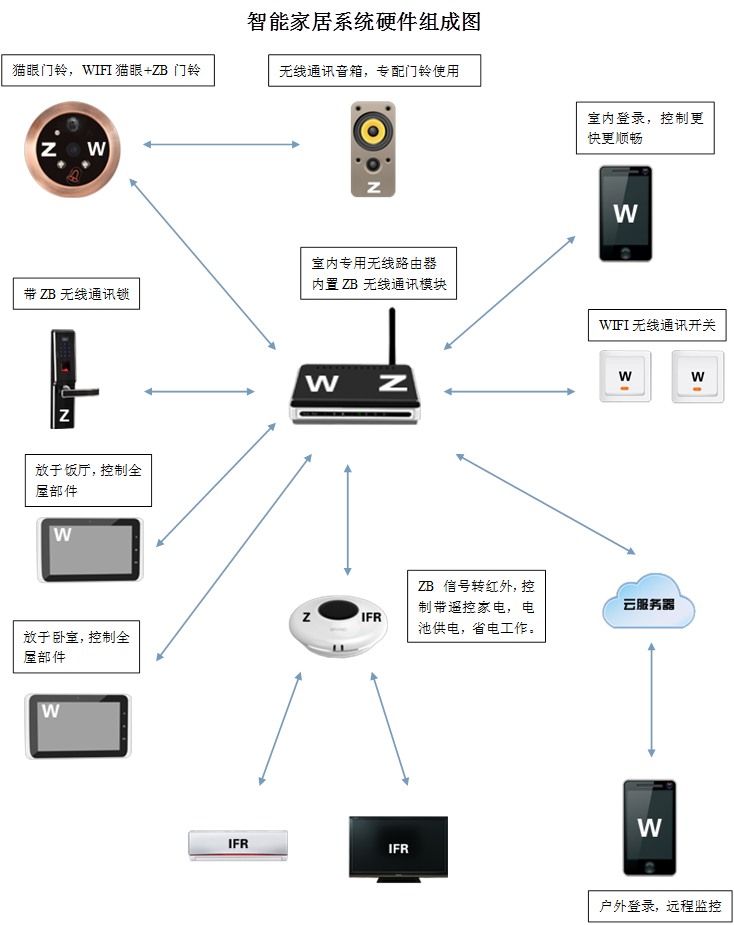 智能家居系统硬件组成图
猫眼门铃，WIFI 猫眼+ZB 门铃
无线通讯音箱，专配门铃使用
室内登录，控制更
快更顺畅
Z
W
Z
W
室内专用无线路由器
内置 ZB 无线通讯模块
带 ZB 无线通讯锁
WIFI 无线通讯开关
Z
W
Z
W
W
放于饭厅，控制全
屋部件
W
ZB 信号转红外，控
制带遥控家电，电
池供电，省电工作。
Z
IFR
云服务器
放于卧室，控制全
屋部件
W
IFR
IFR
W
户外登录，远程监控